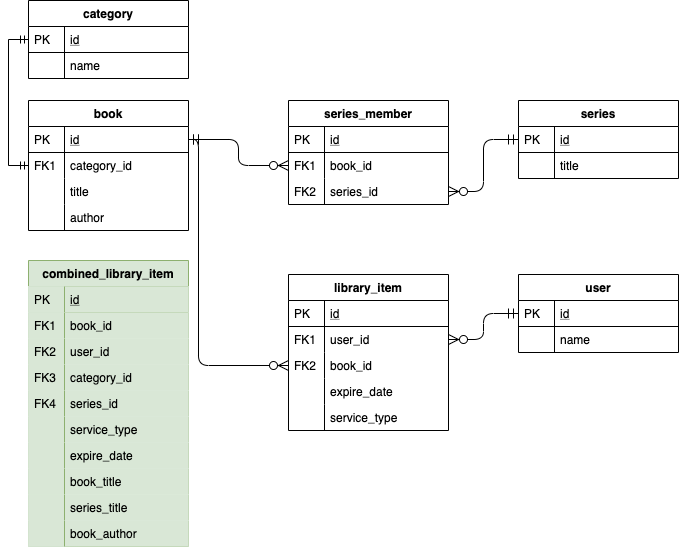 category
PK id
name
book
PK id
FK1 category_id
title
author
series_member
PK id
FK1 book_id
FK2 series_id
series
PK id
title
combined_library_item
PK id
FK1 book_id
FK2 user_id
FK3 category_id
FK4 series_id
service_type
expire_date
book_title
series_title
book_author
library_item
PK id
FK1 user_id
FK2 book_id
expire_date
service_type
user
PK id
name